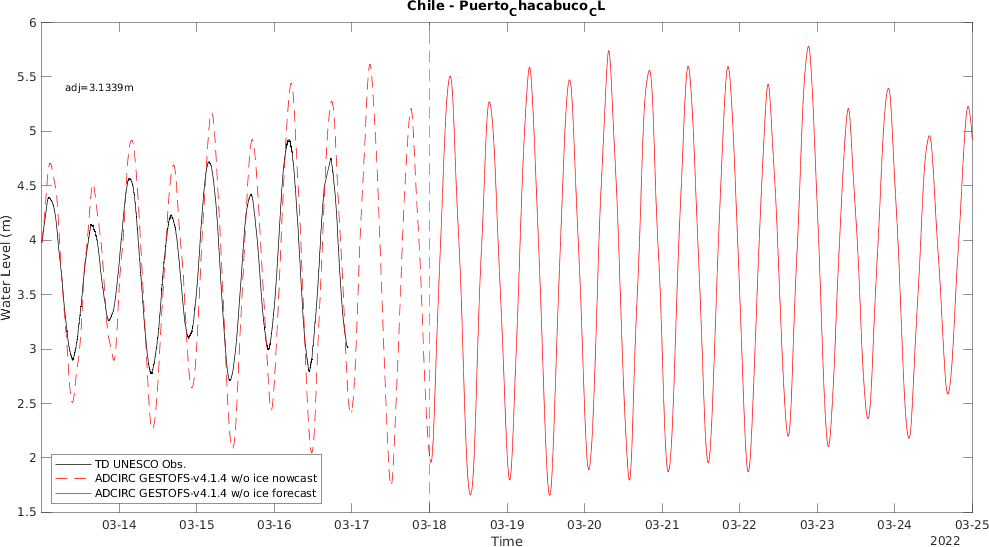 Chile - Puerto_Chacabuco_CL
6
5.5
5
4.5
4
3.5
3
2.5
2
1.5
Water Level (m)
adj=3.1339m
TD UNESCO Obs.
ADCIRC GESTOFS-v4.1.4 w/o ice nowcast
ADCIRC GESTOFS-v4.1.4 w/o ice forecast
03-14 03-15 03-16 03-17 03-18 03-19 03-20 03-21 03-22 03-23 03-24 03-25
Time
2022